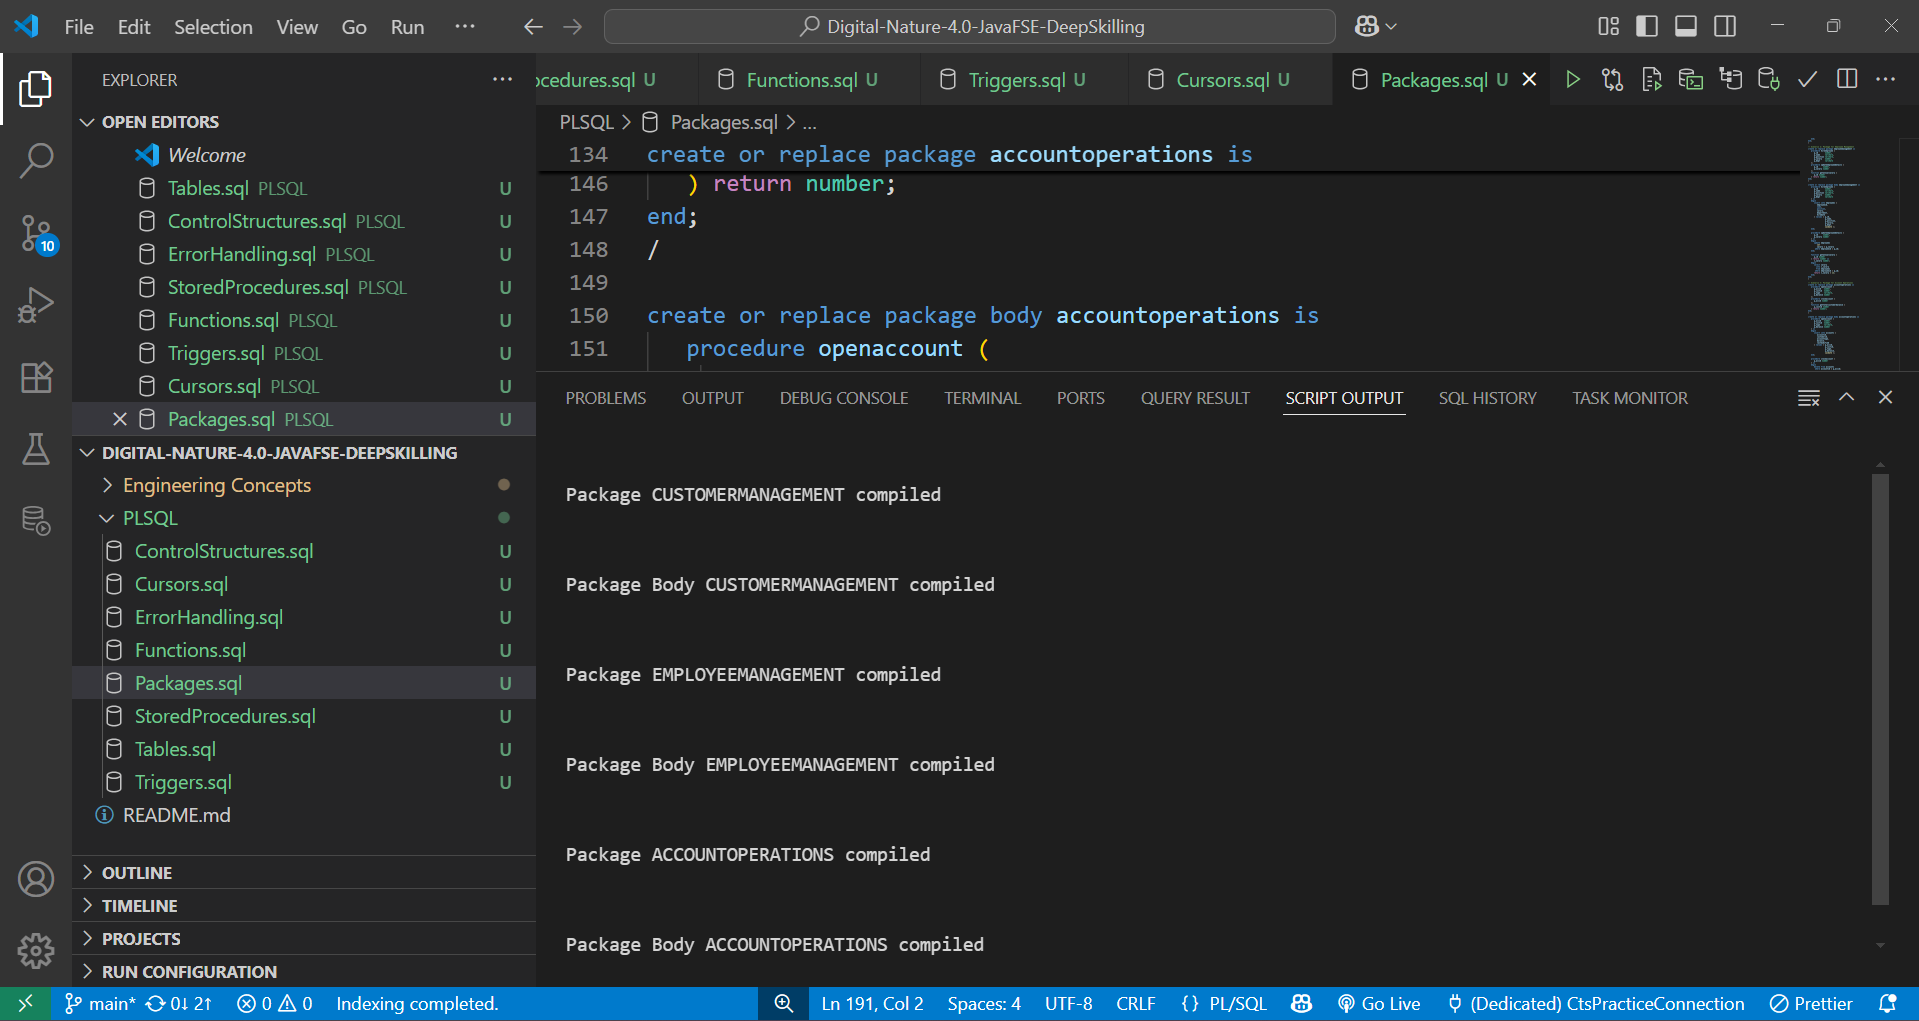 File Edit Selection View Go Run ··· Digital-Nature-4.0-JavaFSE-DeepSkilling
EXPLORER
OPEN EDITORS
Welcome
Tables.sql PLSQL U
ControlStructures.sql PLSQL U
ErrorHandling.sql PLSQL U
StoredProcedures.sql PLSQL U
Functions.sql PLSQL U
Triggers.sql PLSQL U
Cursors.sql PLSQL U
Packages.sql PLSQL U
DIGITAL-NATURE-4.0-JAVAFSE-DEEPSKILLING
Engineering Concepts
PLSQL
ControlStructures.sql U
Cursors.sql U
ErrorHandling.sql U
Functions.sql U
Packages.sql U
StoredProcedures.sql U
Tables.sql U
Triggers.sql U
README.md
OUTLINE
TIMELINE
PROJECTS
RUN CONFIGURATION
10
ocedures.sql U Functions.sql U Triggers.sql U Cursors.sql U Packages.sql U
PLSQL > Packages.sql > ...
134 create or replace package accountoperations is
146 ) return number;
147 end;
148 /
149
150 create or replace package body accountoperations is
151 procedure openaccount (
PROBLEMS OUTPUT DEBUG CONSOLE TERMINAL PORTS QUERY RESULT SCRIPT OUTPUT SQL HISTORY TASK MONITOR
Package CUSTOMERMANAGEMENT compiled
Package Body CUSTOMERMANAGEMENT compiled
Package EMPLOYEEMANAGEMENT compiled
Package Body EMPLOYEEMANAGEMENT compiled
Package ACCOUNTOPERATIONS compiled
Package Body ACCOUNTOPERATIONS compiled
main* 0↓ 2↑ 0 0 Indexing completed. Ln 191, Col 2 Spaces: 4 UTF-8 CRLF {} PL/SQL Go Live (Dedicated) CtsPracticeConnection Prettier